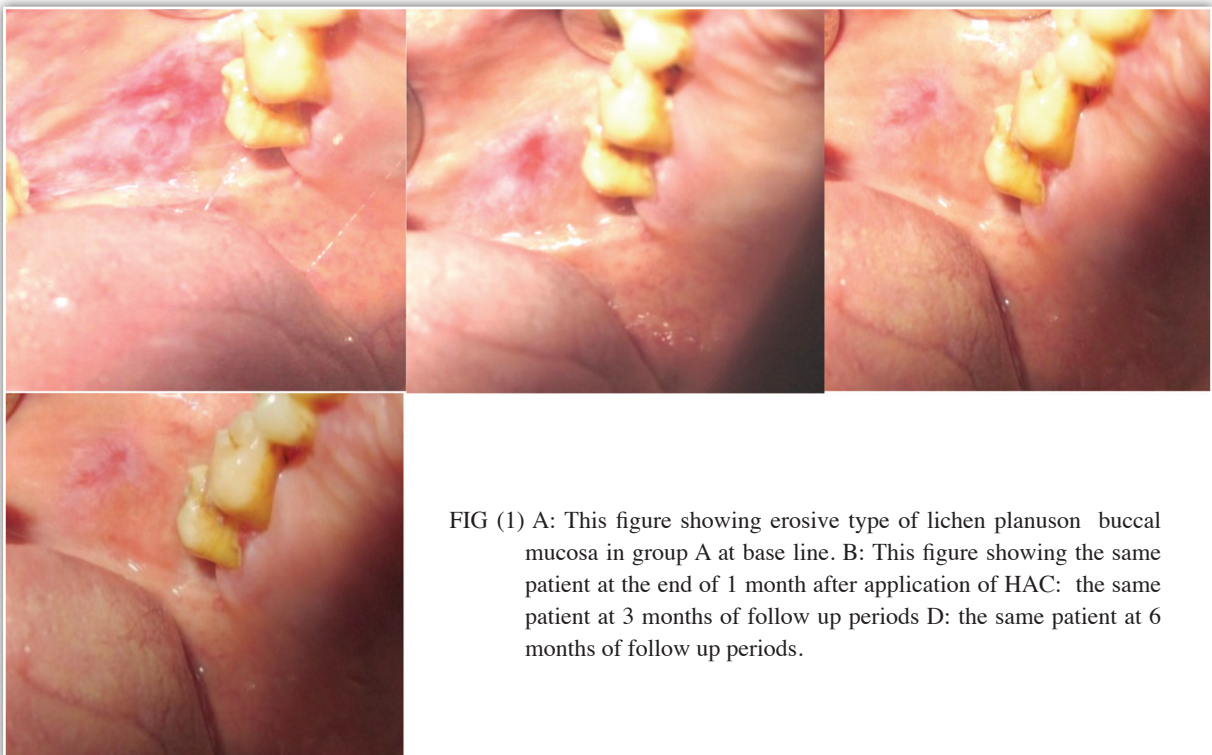 FIG (1) A: This figure showing erosive type of lichen planuson buccal
mucosa in group A at base line. B: This figure showing the same
patient at the end of 1 month after application of HAC: the same
patient at 3 months of follow up periods D: the same patient at 6
months of follow up periods.